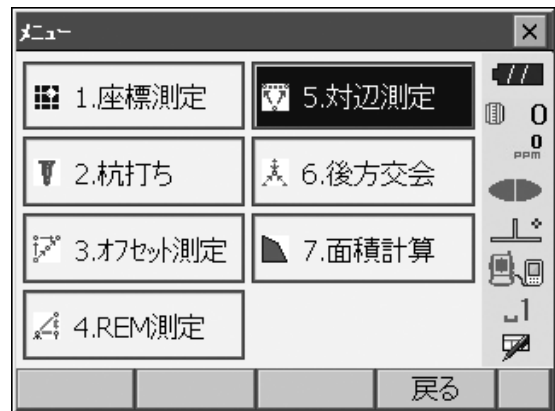 メニュー
1.座標測定
2.杭打ち
3.オフセット測定
4.REM測定
5.対辺測定
6.後方交会
7.面積計算
0
0
PPM
1
戻る